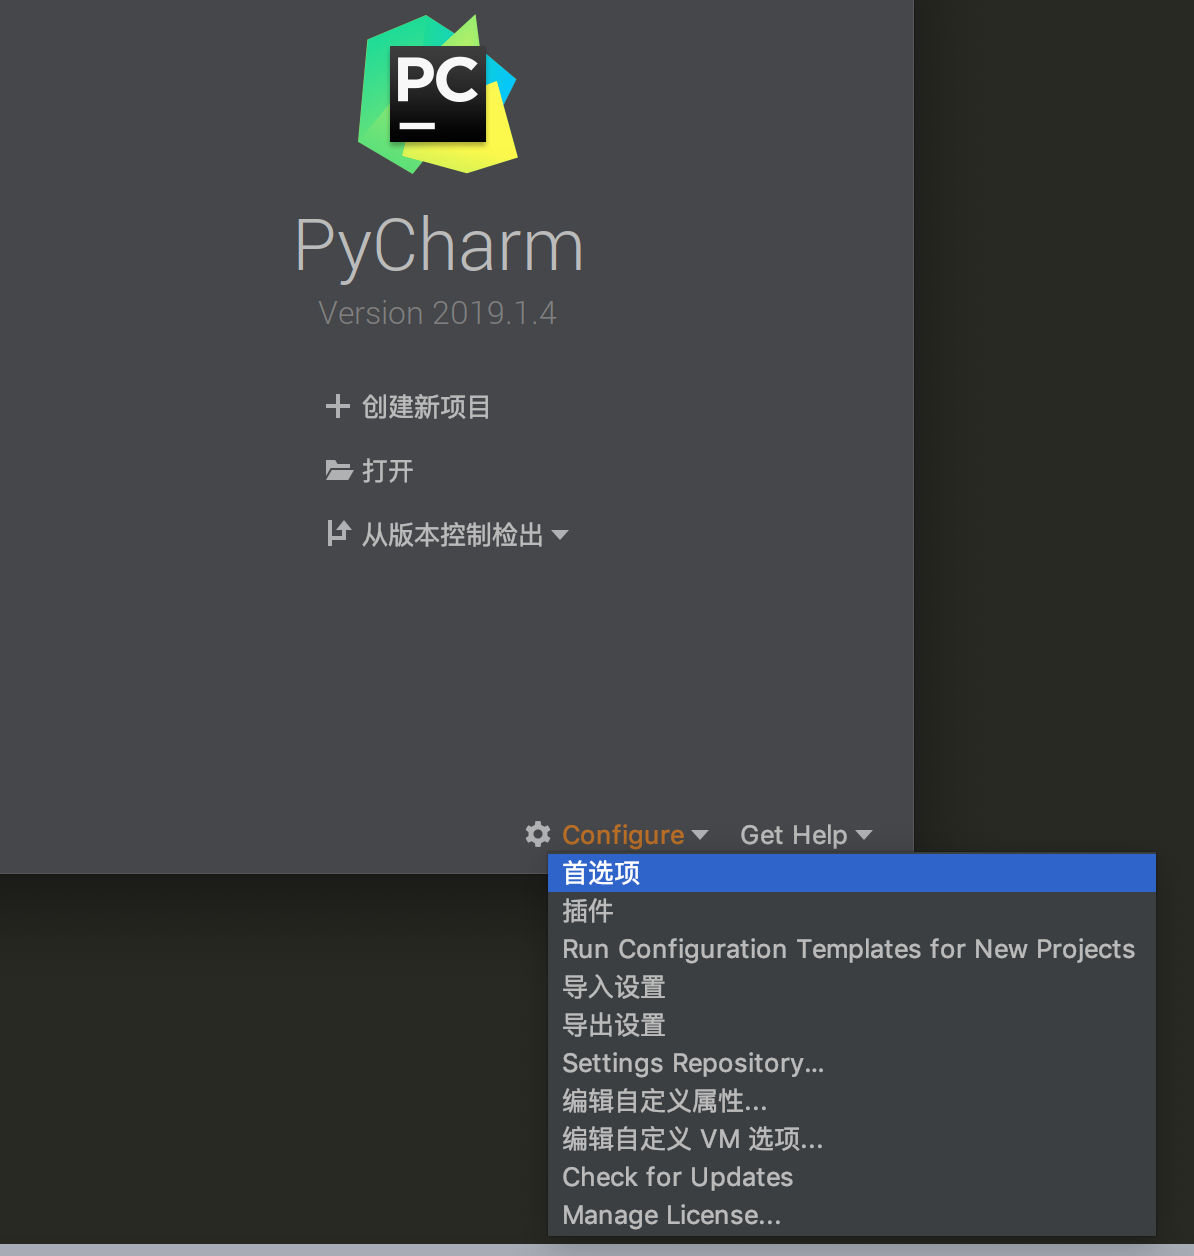 PC
PyCharm
Version 2019.1.4
创建新项目
打开
从版本控制检出
Configure
Get Help
首选项
插件
Run Configuration Templates for New Projects
导入设置
导出设置
Settings Repository...
编辑自定义属性...
编辑自定义 VM 选项...
Check for Updates
Manage License...